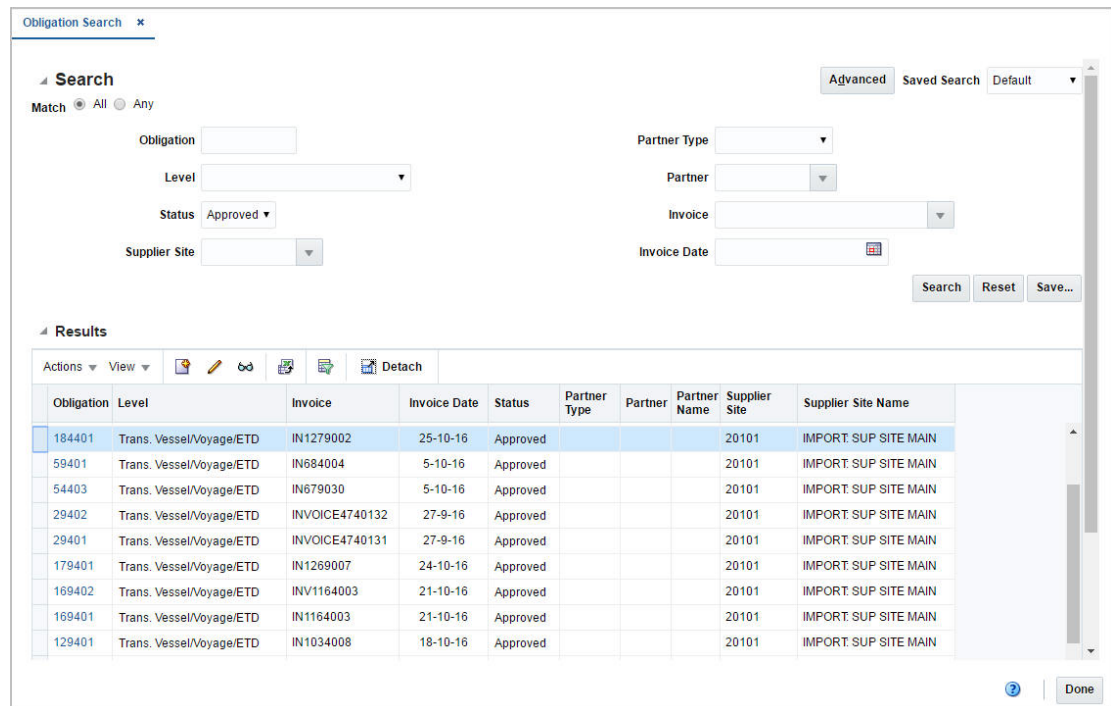 Obligation Search ×
Search
Advanced Saved Search Default
Match All Any
Obligation Partner Type
Level Partner
Status Approved Invoice
Supplier Site Invoice Date
Search Reset Save...
Results
Actions View Detach
Obligation Level Invoice Invoice Date Status Partner Type Partner Partner Name Supplier Site Supplier Site Name
184401 Trans. Vessel/Voyage/ETD IN1279002 25-10-16 Approved 20101 IMPORT: SUP SITE MAIN
59401 Trans. Vessel/Voyage/ETD IN684004 5-10-16 Approved 20101 IMPORT: SUP SITE MAIN
54403 Trans. Vessel/Voyage/ETD IN679030 5-10-16 Approved 20101 IMPORT: SUP SITE MAIN
29402 Trans. Vessel/Voyage/ETD INVOICE4740132 27-9-16 Approved 20101 IMPORT: SUP SITE MAIN
29401 Trans. Vessel/Voyage/ETD INVOICE4740131 27-9-16 Approved 20101 IMPORT: SUP SITE MAIN
179401 Trans. Vessel/Voyage/ETD IN1269007 24-10-16 Approved 20101 IMPORT: SUP SITE MAIN
169402 Trans. Vessel/Voyage/ETD INV1164003 21-10-16 Approved 20101 IMPORT: SUP SITE MAIN
169401 Trans. Vessel/Voyage/ETD IN1164003 21-10-16 Approved 20101 IMPORT: SUP SITE MAIN
129401 Trans. Vessel/Voyage/ETD IN1034008 18-10-16 Approved 20101 IMPORT: SUP SITE MAIN
? Done